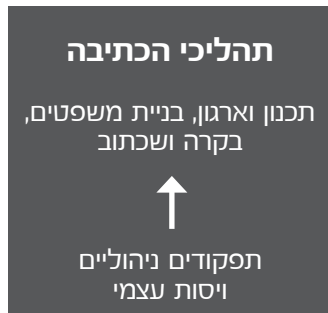 תהליכי הכתיבה
תכנון וארגון, בניית משפטים,
בקרה ושכתוב
תפקודים ניהוליים
ויסות עצמי